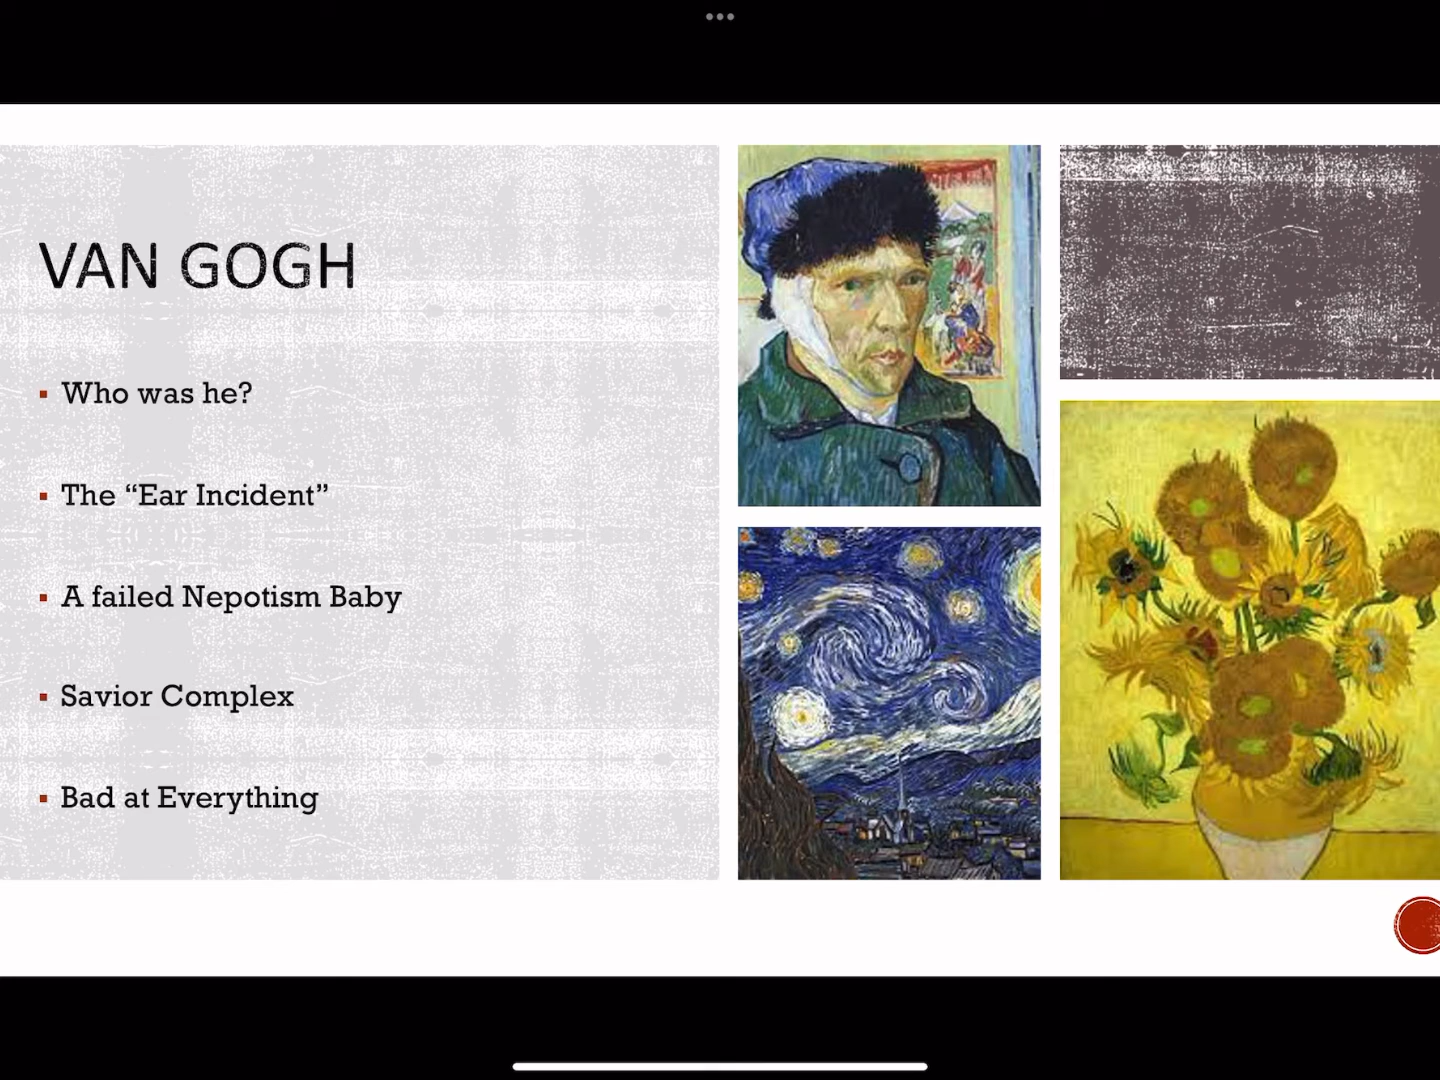 VAN GOGH
Who was he?
The “Ear Incident”
A failed Nepotism Baby
Savior Complex
Bad at Everything